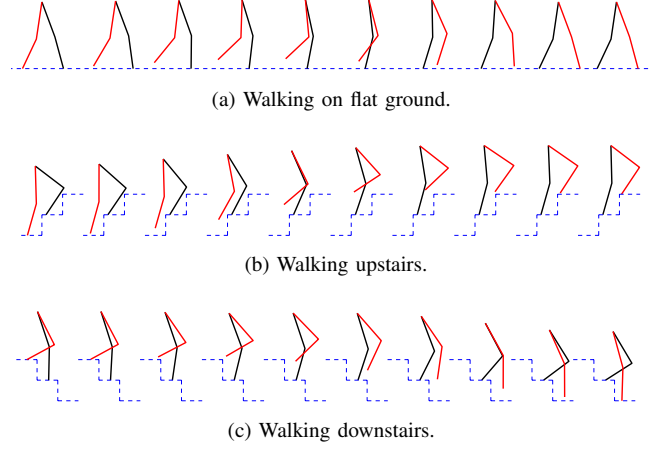 (a) Walking on flat ground.
(b) Walking upstairs.
(c) Walking downstairs.